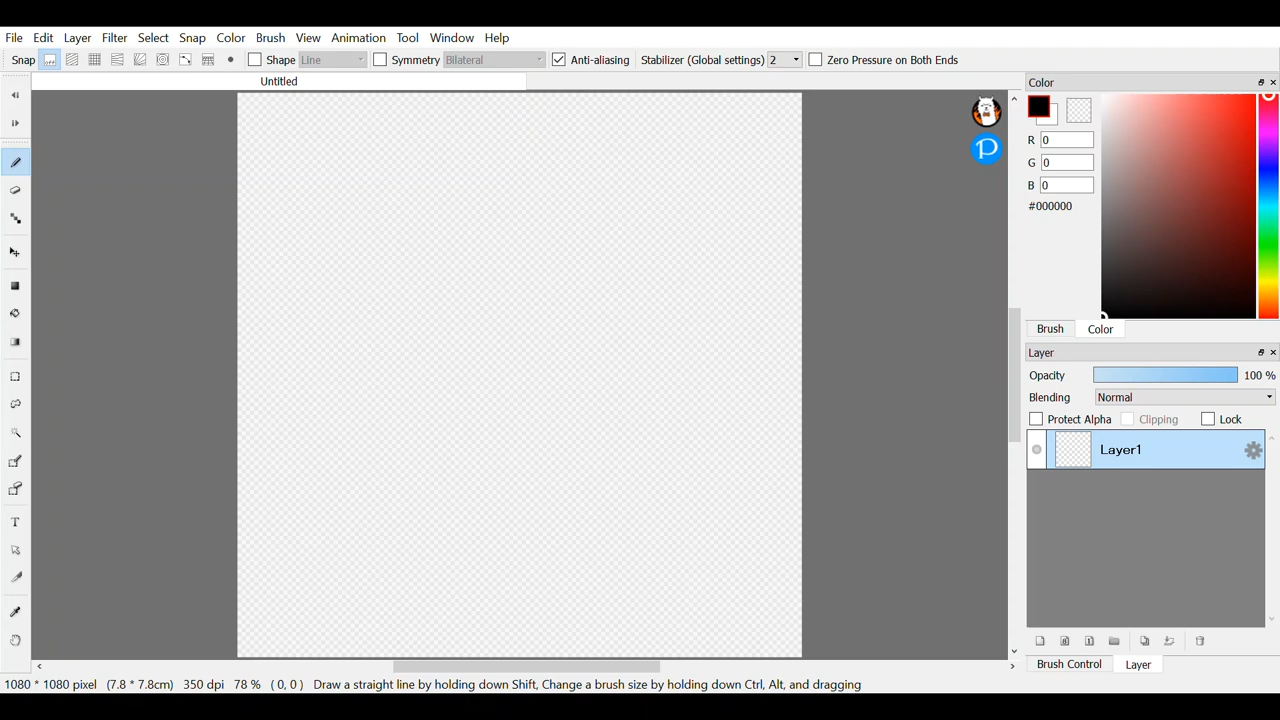 File Edit Layer Filter Select Snap Color Brush View Animation Tool Window Help
Snap Shape Line Symmetry Bilateral Anti-aliasing Stabilizer (Global settings) 2 Zero Pressure on Both Ends
Untitled
Color
R 0
G 0
B 0
#000000
Brush Color
Layer
Opacity 100 %
Blending Normal
Protect Alpha Clipping Lock
Layer1
Brush Control Layer
1080 * 1080 pixel (7.8 * 7.8cm) 350 dpi 78 % ( 0, 0 ) Draw a straight line by holding down Shift, Change a brush size by holding down Ctrl, Alt, and dragging